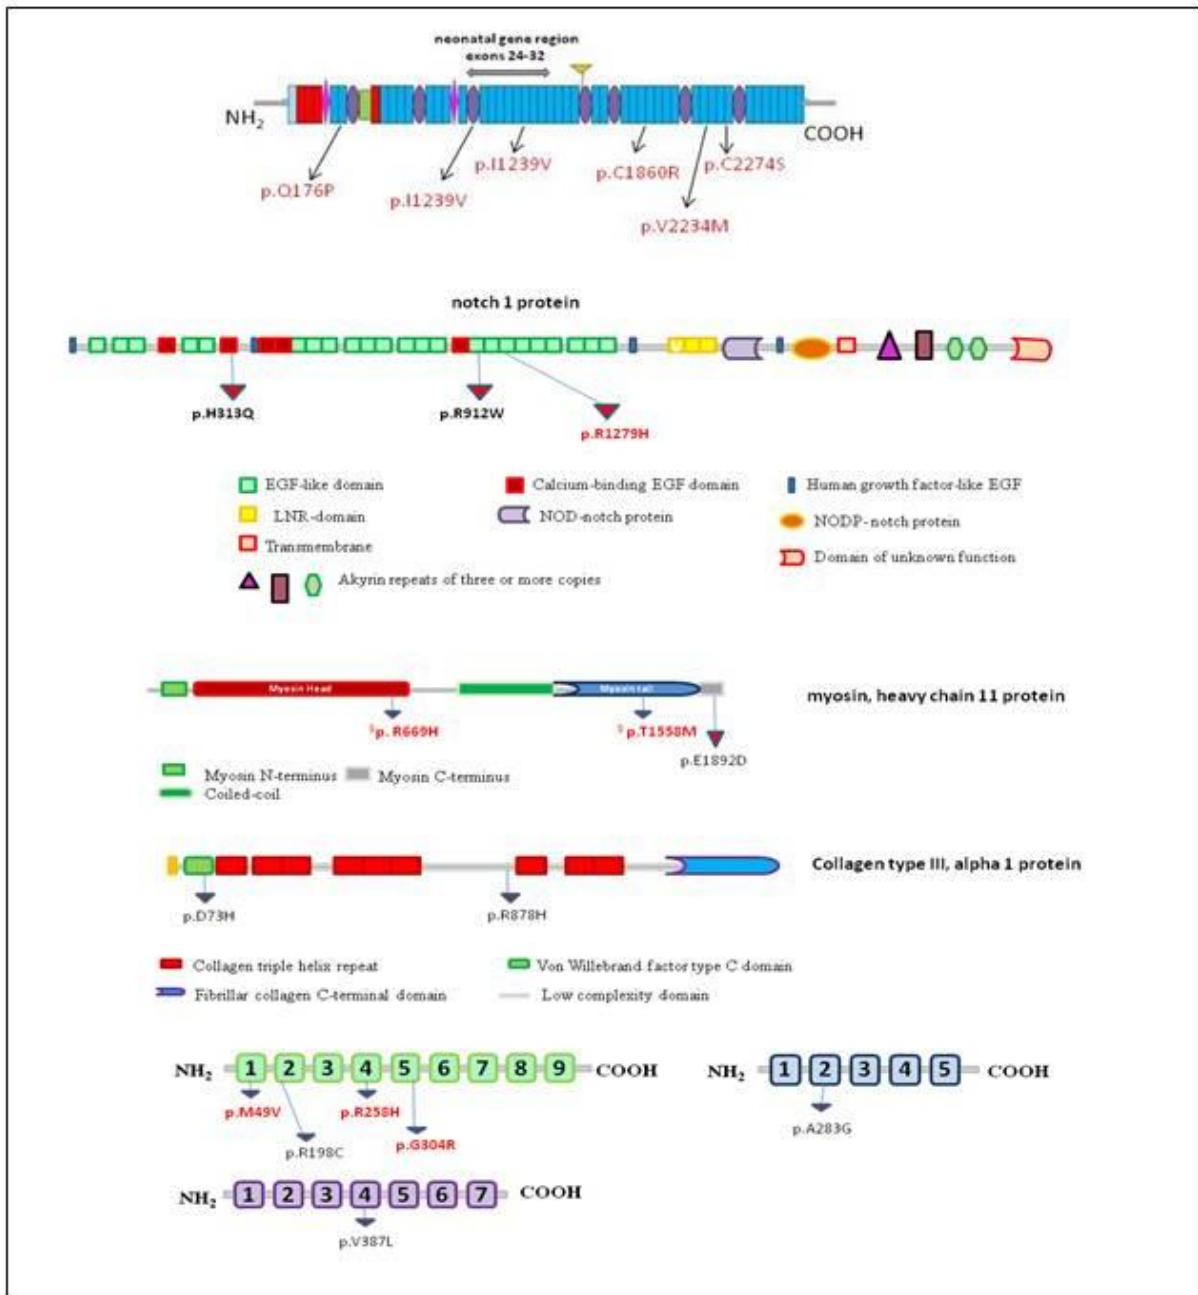 neonatal gene region
exons 24-32
NH2
COOH
p.Q176P
p.I1239V
p.I1239V
p.C1860R
p.C2274S
p.V2234M
notch 1 protein
p.H313Q
p.R912W
p.R1279H
EGF-like domain
Calcium-binding EGF domain
Human growth factor-like EGF
LNR-domain
NOD-notch protein
NODP-notch protein
Transmembrane
Domain of unknown function
Akyrin repeats of three or more copies
Myosin Head
Myosin tail
myosin, heavy chain 11 protein
§p. R669H
§p.T1558M
p.E1892D
Myosin N-terminus
Myosin C-terminus
Coiled-coil
Collagen type III, alpha 1 protein
p.D73H
p.R878H
Collagen triple helix repeat
Von Willebrand factor type C domain
Fibrillar collagen C-terminal domain
Low complexity domain
NH2 1 2 3 4 5 6 7 8 9 COOH
p.M49V
p.R258H
p.R198C
p.G304R
NH2 1 2 3 4 5 COOH
p.A283G
NH2 1 2 3 4 5 6 7 COOH
p.V387L